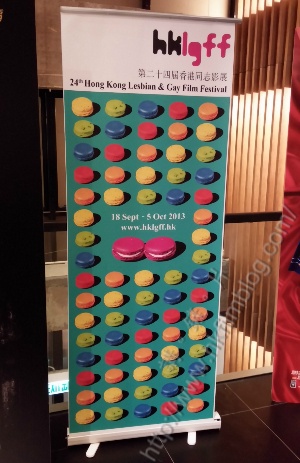 hklgff
第二十四届香港同志影展
24th Hong Kong Lesbian & Gay Film Festival
18 Sept - 5 Oct 2013
www.hklgff.hk